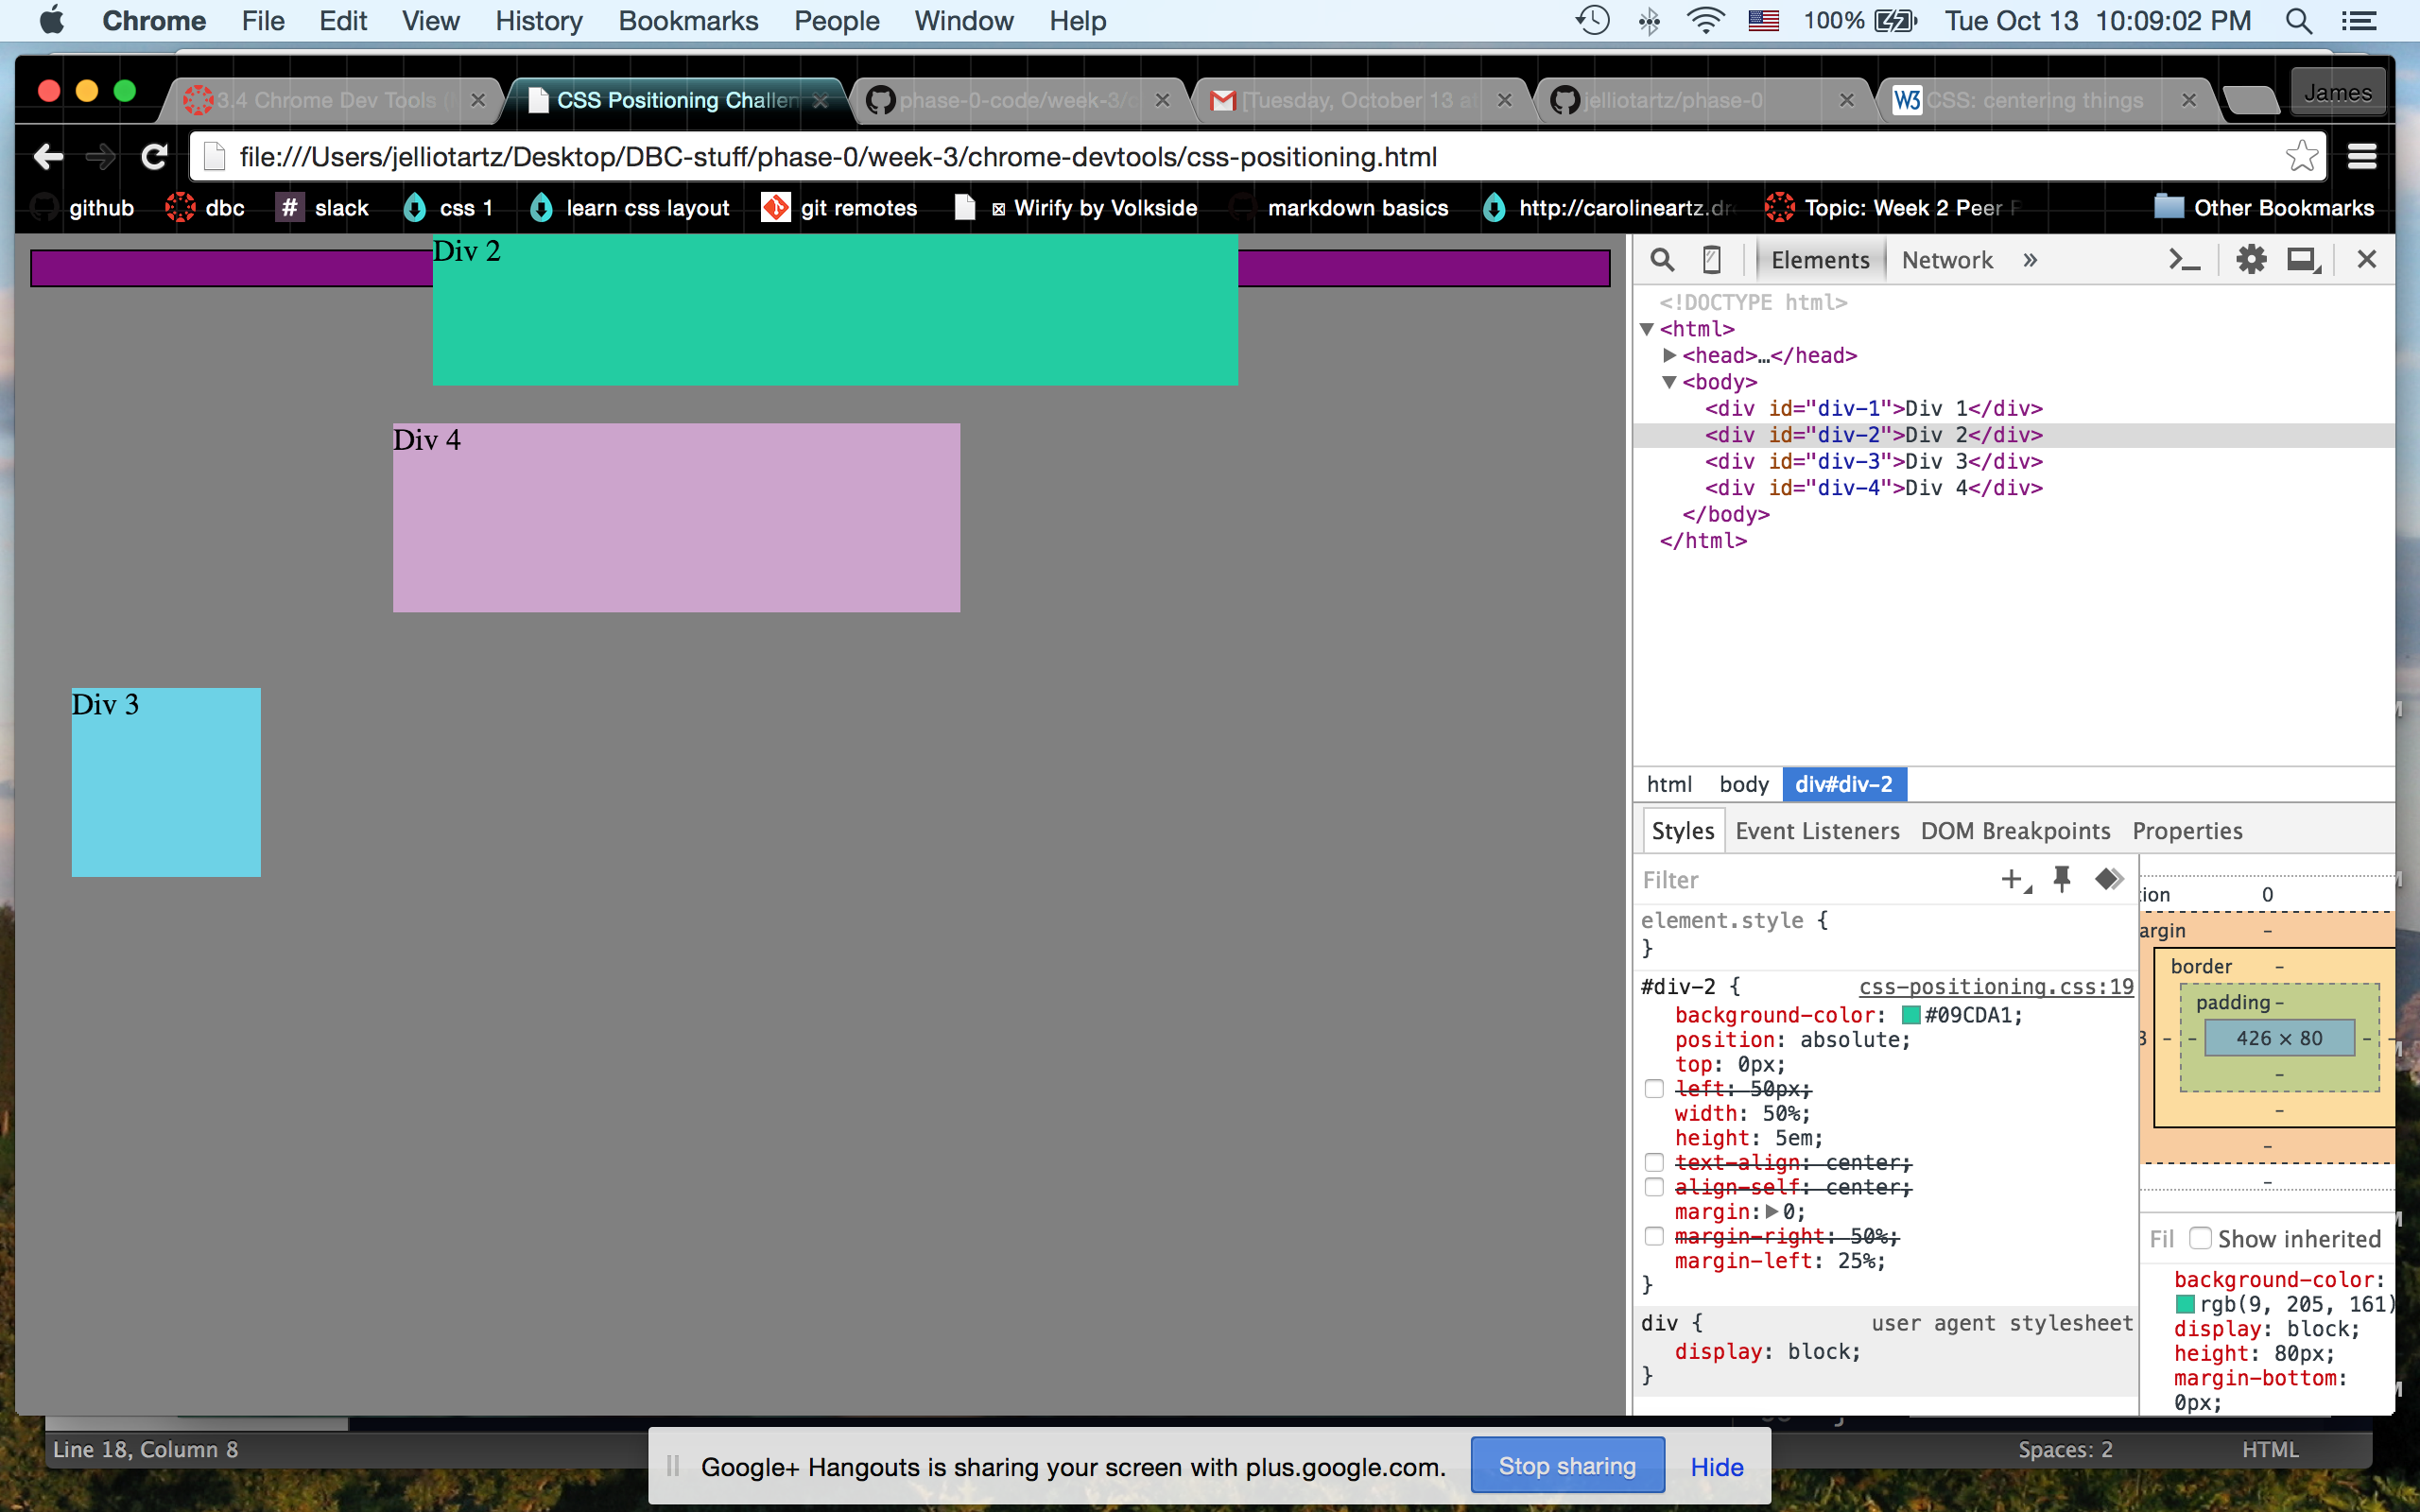 Chrome File Edit View History Bookmarks People Window Help 100% Tue Oct 13 10:09:02 PM
3.4 Chrome Dev Tools CSS Positioning Challen phase-0-code/week-3/c [Tuesday, October 13 at jelliotartz/phase-0 W3 CSS: centering things James
file:///Users/jelliotartz/Desktop/DBC-stuff/phase-0/week-3/chrome-devtools/css-positioning.html
github dbc # slack css 1 learn css layout git remotes Wirify by Volkside markdown basics http://carolineartz.dr Topic: Week 2 Peer P Other Bookmarks
Div 2
Div 4
Div 3
Elements Network »
<!DOCTYPE html>
<html>
<head>…</head>
<body>
<div id="div-1">Div 1</div>
<div id="div-2">Div 2</div>
<div id="div-3">Div 3</div>
<div id="div-4">Div 4</div>
</body>
</html>
html body div#div-2
Styles Event Listeners DOM Breakpoints Properties
Filter
element.style {
}
#div-2 { css-positioning.css:19
background-color: #09CDA1;
position: absolute;
top: 0px;
left: 50px;
width: 50%;
height: 5em;
text-align: center;
align-self: center;
margin: 0;
margin-right: 50%;
margin-left: 25%;
}
div { user agent stylesheet
display: block;
}
tion 0
argin -
border -
padding -
3 - - 426 × 80 - -
-
-
-
-
Fil Show inherited
background-color:
rgb(9, 205, 161)
display: block;
height: 80px;
margin-bottom:
0px;
Line 18, Column 8 Spaces: 2 HTML
Google+ Hangouts is sharing your screen with plus.google.com. Stop sharing Hide